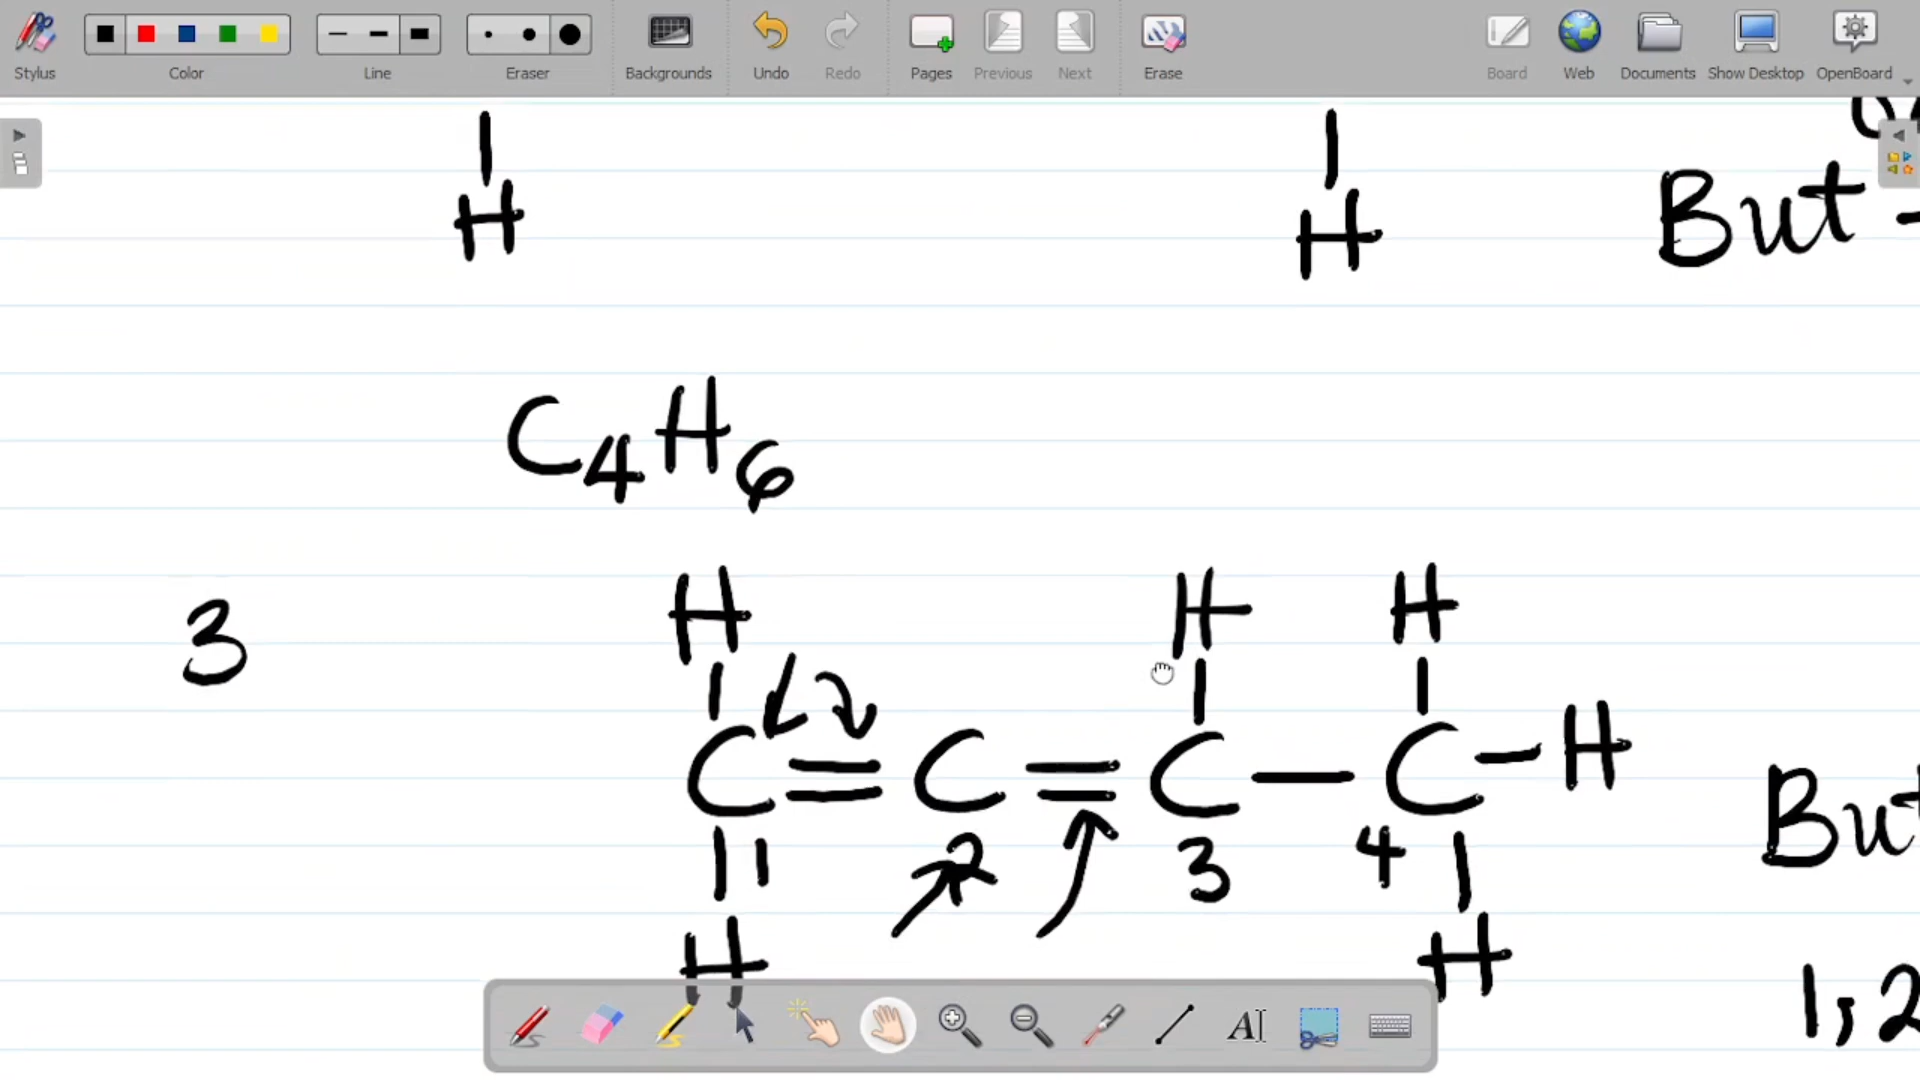 Stylus Color Line Eraser Backgrounds Undo Redo Pages Previous Next Erase Board Web Documents Show Desktop OpenBoard
H H But -
C4H6
3
H H H
C = C = C — C - H
1 2 3 4
H H
But
1,2